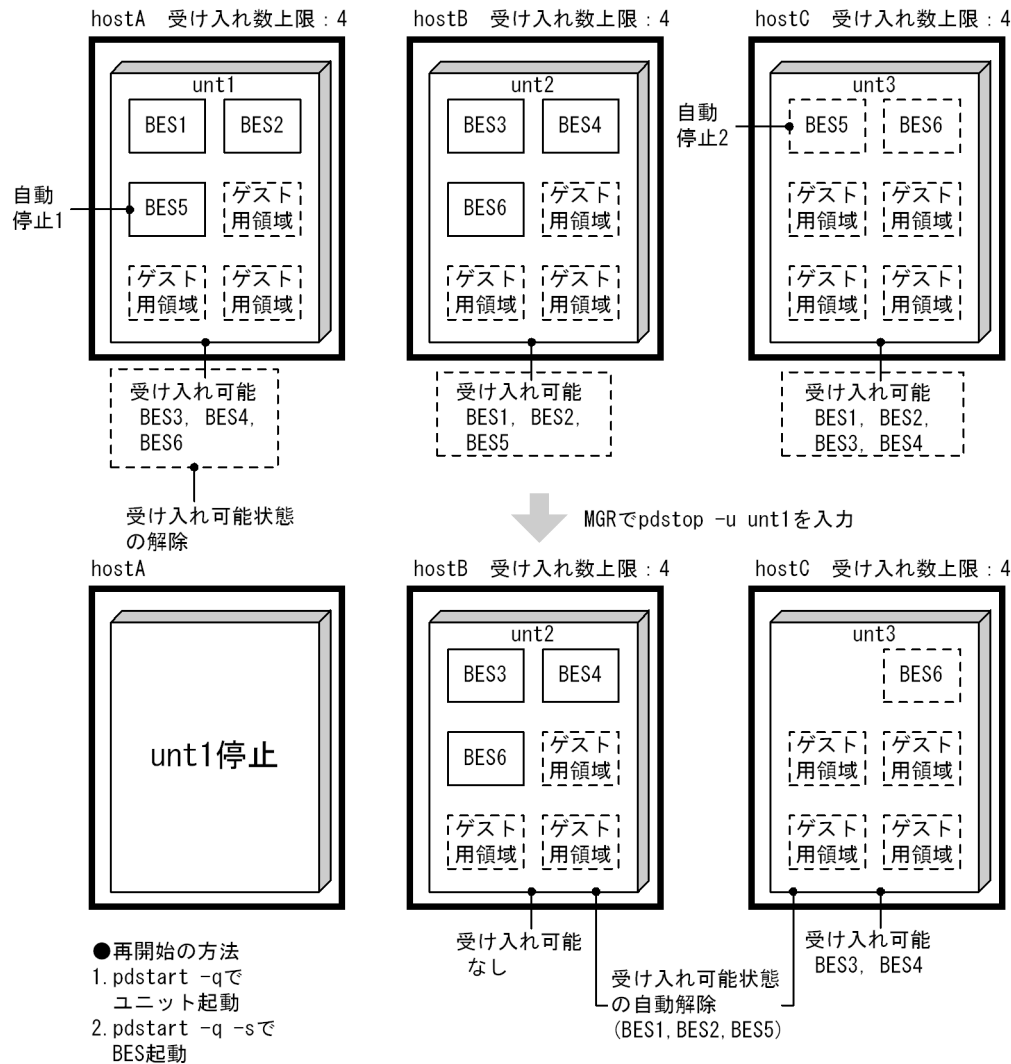 hostA 受け入れ数上限：4
hostB 受け入れ数上限：4
hostC 受け入れ数上限：4
unt1
BES1
BES2
BES5
ゲスト
用領域
ゲスト
用領域
ゲスト
用領域
自動
停止1
受け入れ可能
BES3, BES4,
BES6
受け入れ可能状態
の解除
unt2
BES3
BES4
BES6
ゲスト
用領域
ゲスト
用領域
ゲスト
用領域
受け入れ可能
BES1, BES2,
BES5
unt3
自動
停止2
BES5
BES6
ゲスト
用領域
ゲスト
用領域
ゲスト
用領域
ゲスト
用領域
受け入れ可能
BES1, BES2,
BES3, BES4
MGRでpdstop -u unt1を入力
hostA
hostB 受け入れ数上限：4
hostC 受け入れ数上限：4
unt1停止
unt2
BES3
BES4
BES6
ゲスト
用領域
ゲスト
用領域
ゲスト
用領域
受け入れ可能
なし
unt3
BES6
ゲスト
用領域
ゲスト
用領域
ゲスト
用領域
ゲスト
用領域
受け入れ可能
BES3, BES4
受け入れ可能状態
の自動解除
(BES1,BES2,BES5)
●再開始の方法
1.pdstart -qで
ユニット起動
2.pdstart -q -sで
BES起動